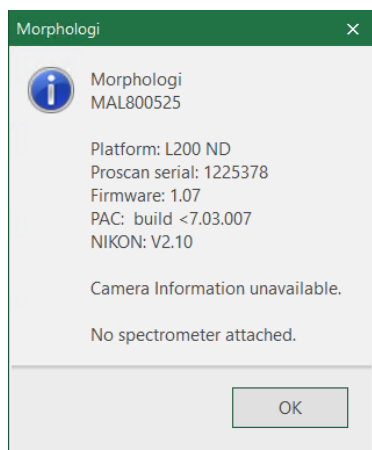 Morphologi
Morphologi
MAL800525
Platform: L200 ND
Proscan serial: 1225378
Firmware: 1.07
PAC:  build <7.03.007
NIKON: V2.10
Camera Information unavailable.
No spectrometer attached.
OK